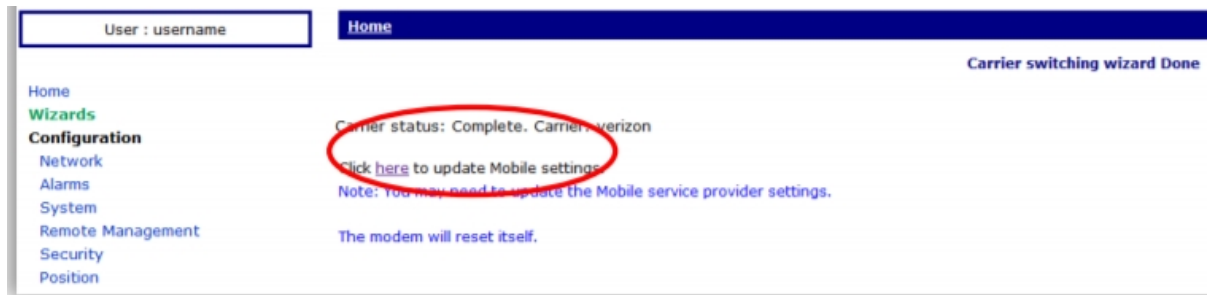 User : username
Home
Carrier switching wizard Done
Home
Wizards
Configuration
Network
Alarms
System
Remote Management
Security
Position
Carrier status: Complete. Carrier: verizon
Click here to update Mobile settings.
Note: You may need to update the Mobile service provider settings.
The modem will reset itself.